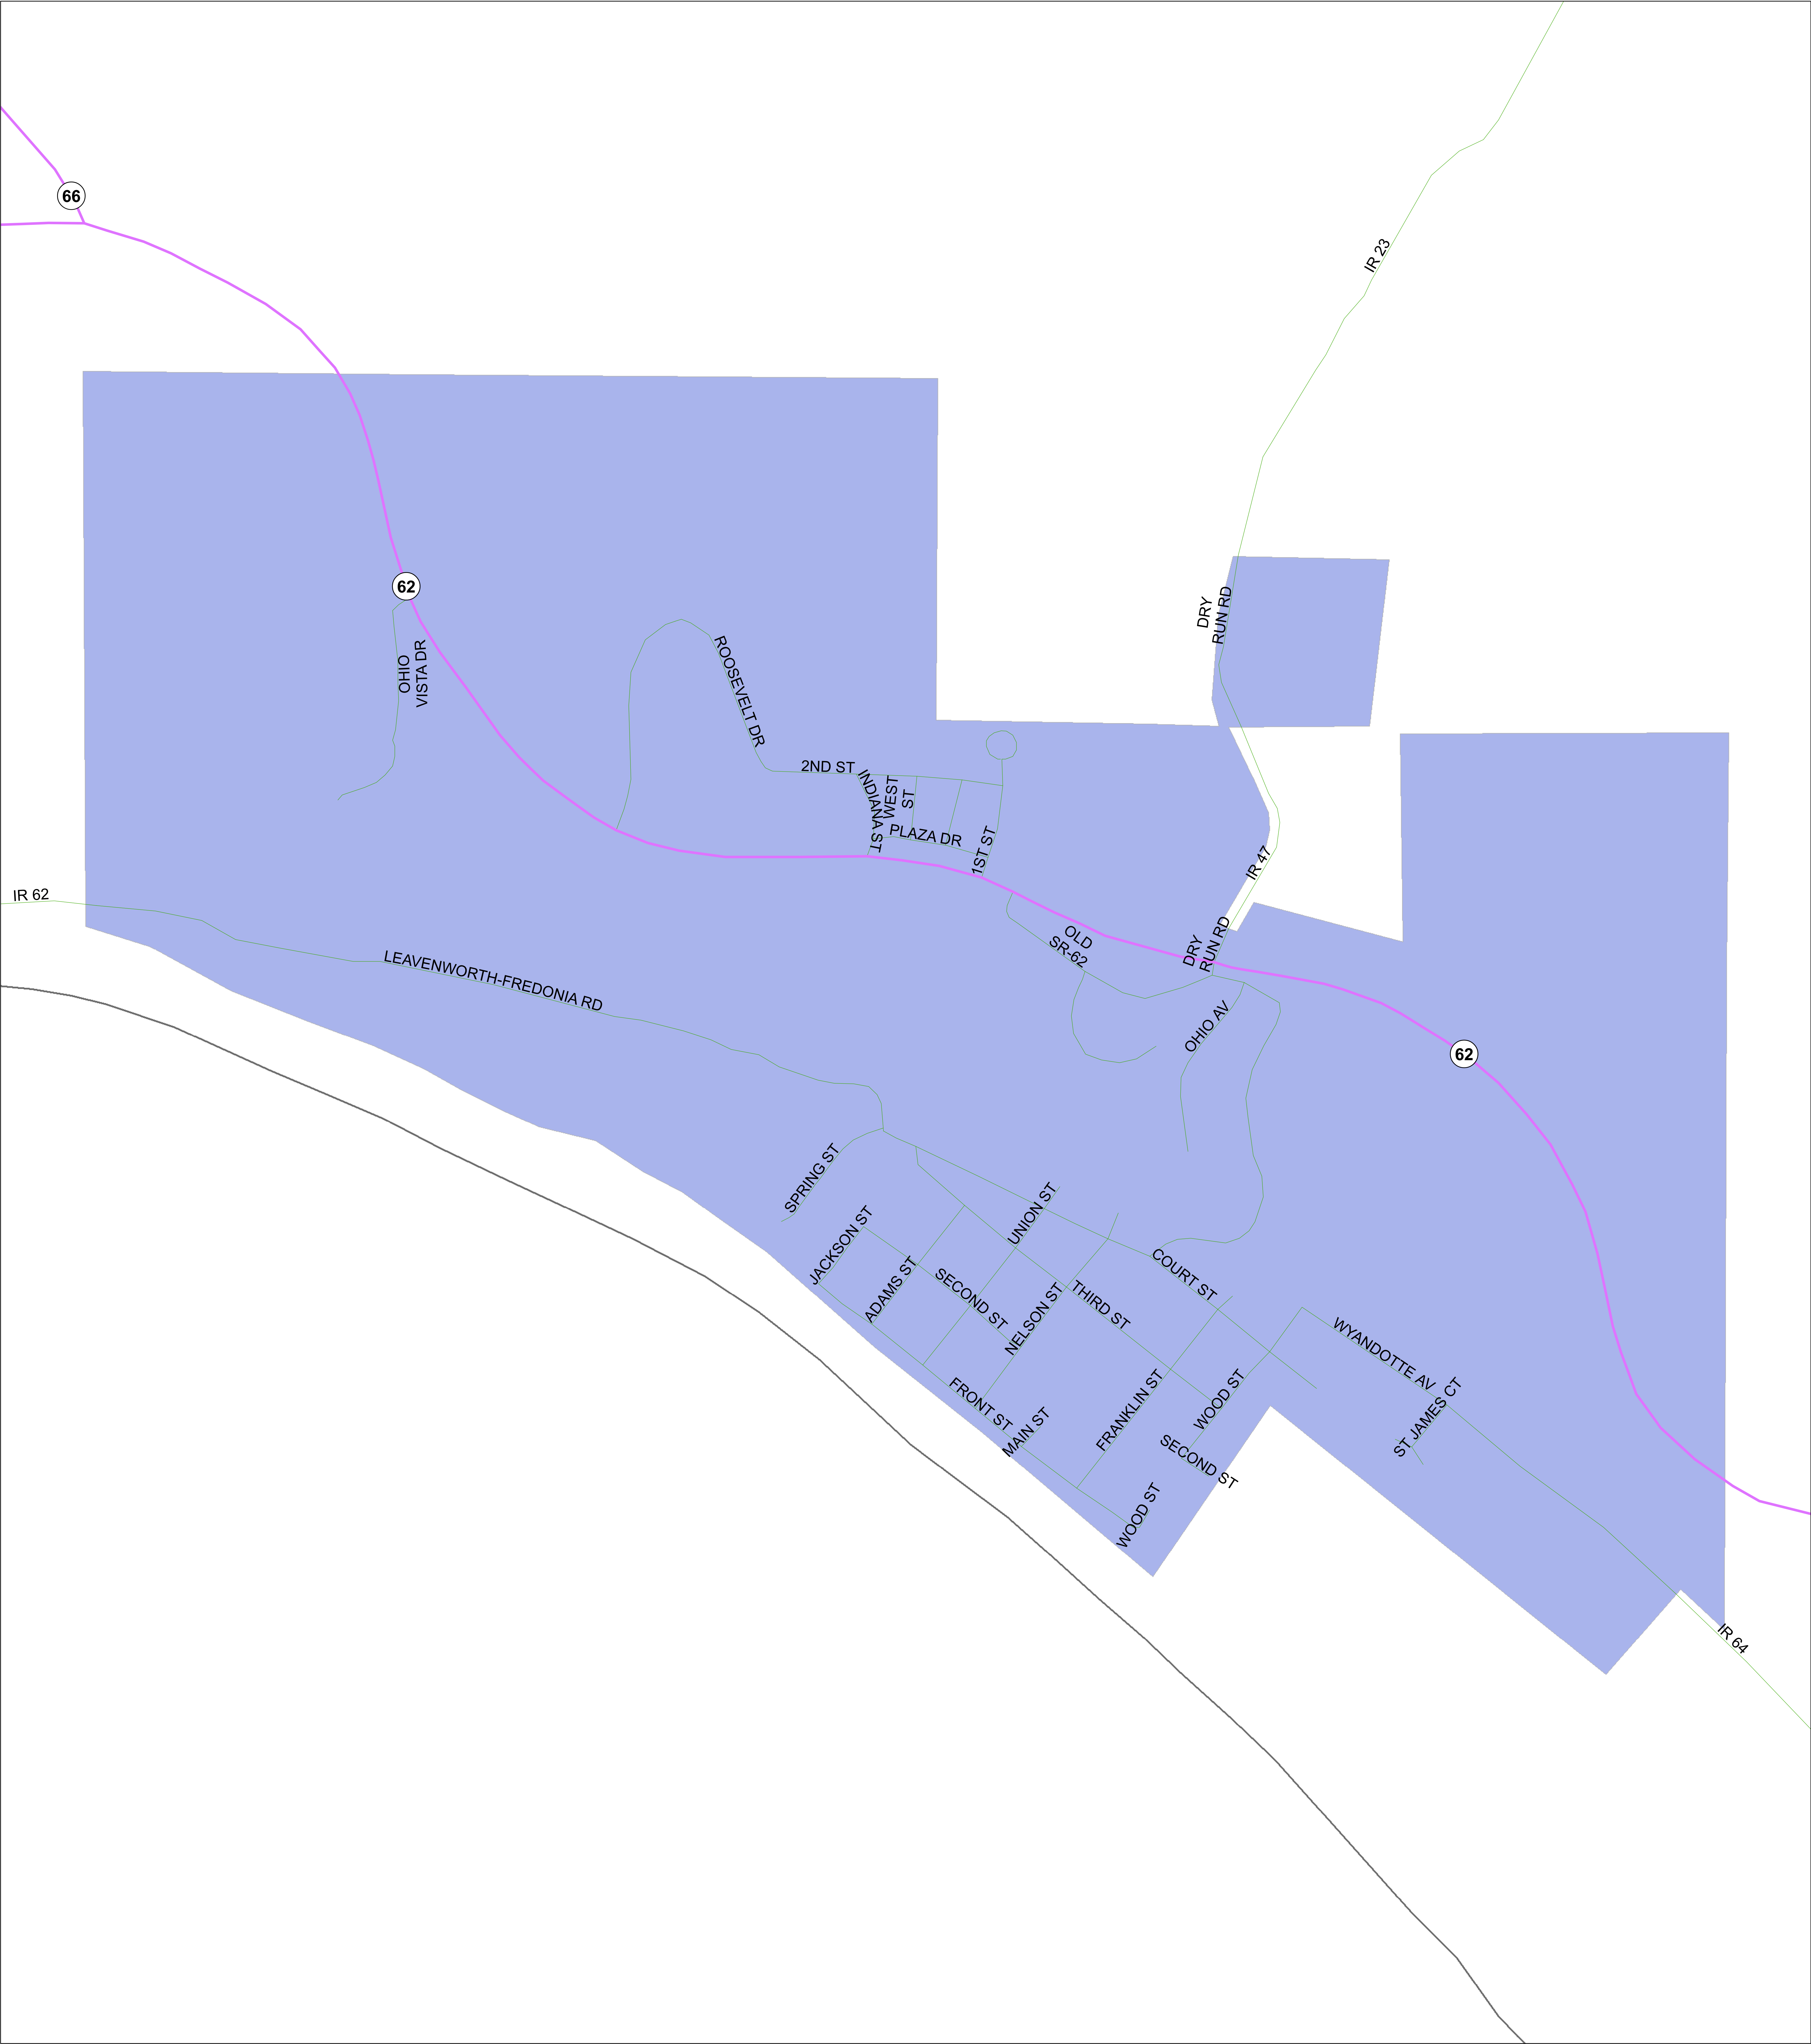 66
IR 23
62
DRY
RUN RD
OHIO
VISTA DR
ROOSEVELT DR
2ND ST
INDIANA ST
WEST
ST
PLAZA DR
1ST ST
IR 47
IR 62
OLD
SR-62
DRY
RUN RD
LEAVENWORTH-FREDONIA RD
OHIO AV
62
SPRING ST
UNION ST
JACKSON ST
ADAMS ST
SECOND ST
NELSON ST
THIRD ST
COURT ST
WYANDOTTE AV
ST JAMES CT
FRONT ST
MAIN ST
FRANKLIN ST
WOOD ST
SECOND ST
WOOD ST
IR 64